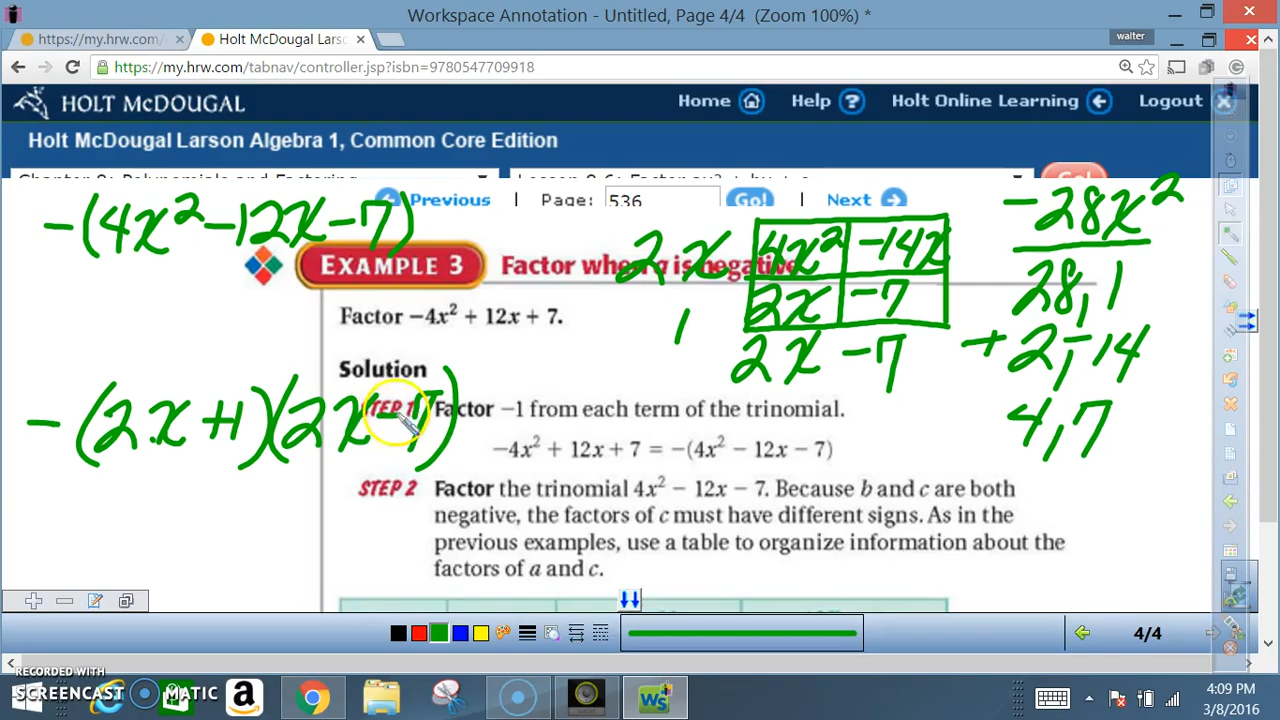 Workspace Annotation - Untitled, Page 4/4 (Zoom 100%) *
https://my.hrw.com/
Holt McDougal Lars
walter
https://my.hrw.com/tabnav/controller.jsp?isbn=9780547709918
HOLT McDOUGAL
Home
Help
Holt Online Learning
Logout
Holt McDougal Larson Algebra 1, Common Core Edition
Previous
Page: 536
Go!
Next
-(4x²-12x-7)
EXAMPLE 3
Factor when a is negative
2x
4x²
-14x
1
2x
-7
2x -7
-28x²
28, 1
+2, -14
4, 7
Factor −4x² + 12x + 7.
Solution
STEP 1 Factor −1 from each term of the trinomial.
-(2x+1)(2x-7)
−4x² + 12x + 7 = −(4x² − 12x − 7)
STEP 2 Factor the trinomial 4x² − 12x − 7. Because b and c are both
negative, the factors of c must have different signs. As in the
previous examples, use a table to organize information about the
factors of a and c.
4/4
RECORDED WITH
SCREENCAST MATIC
4:09 PM
3/8/2016